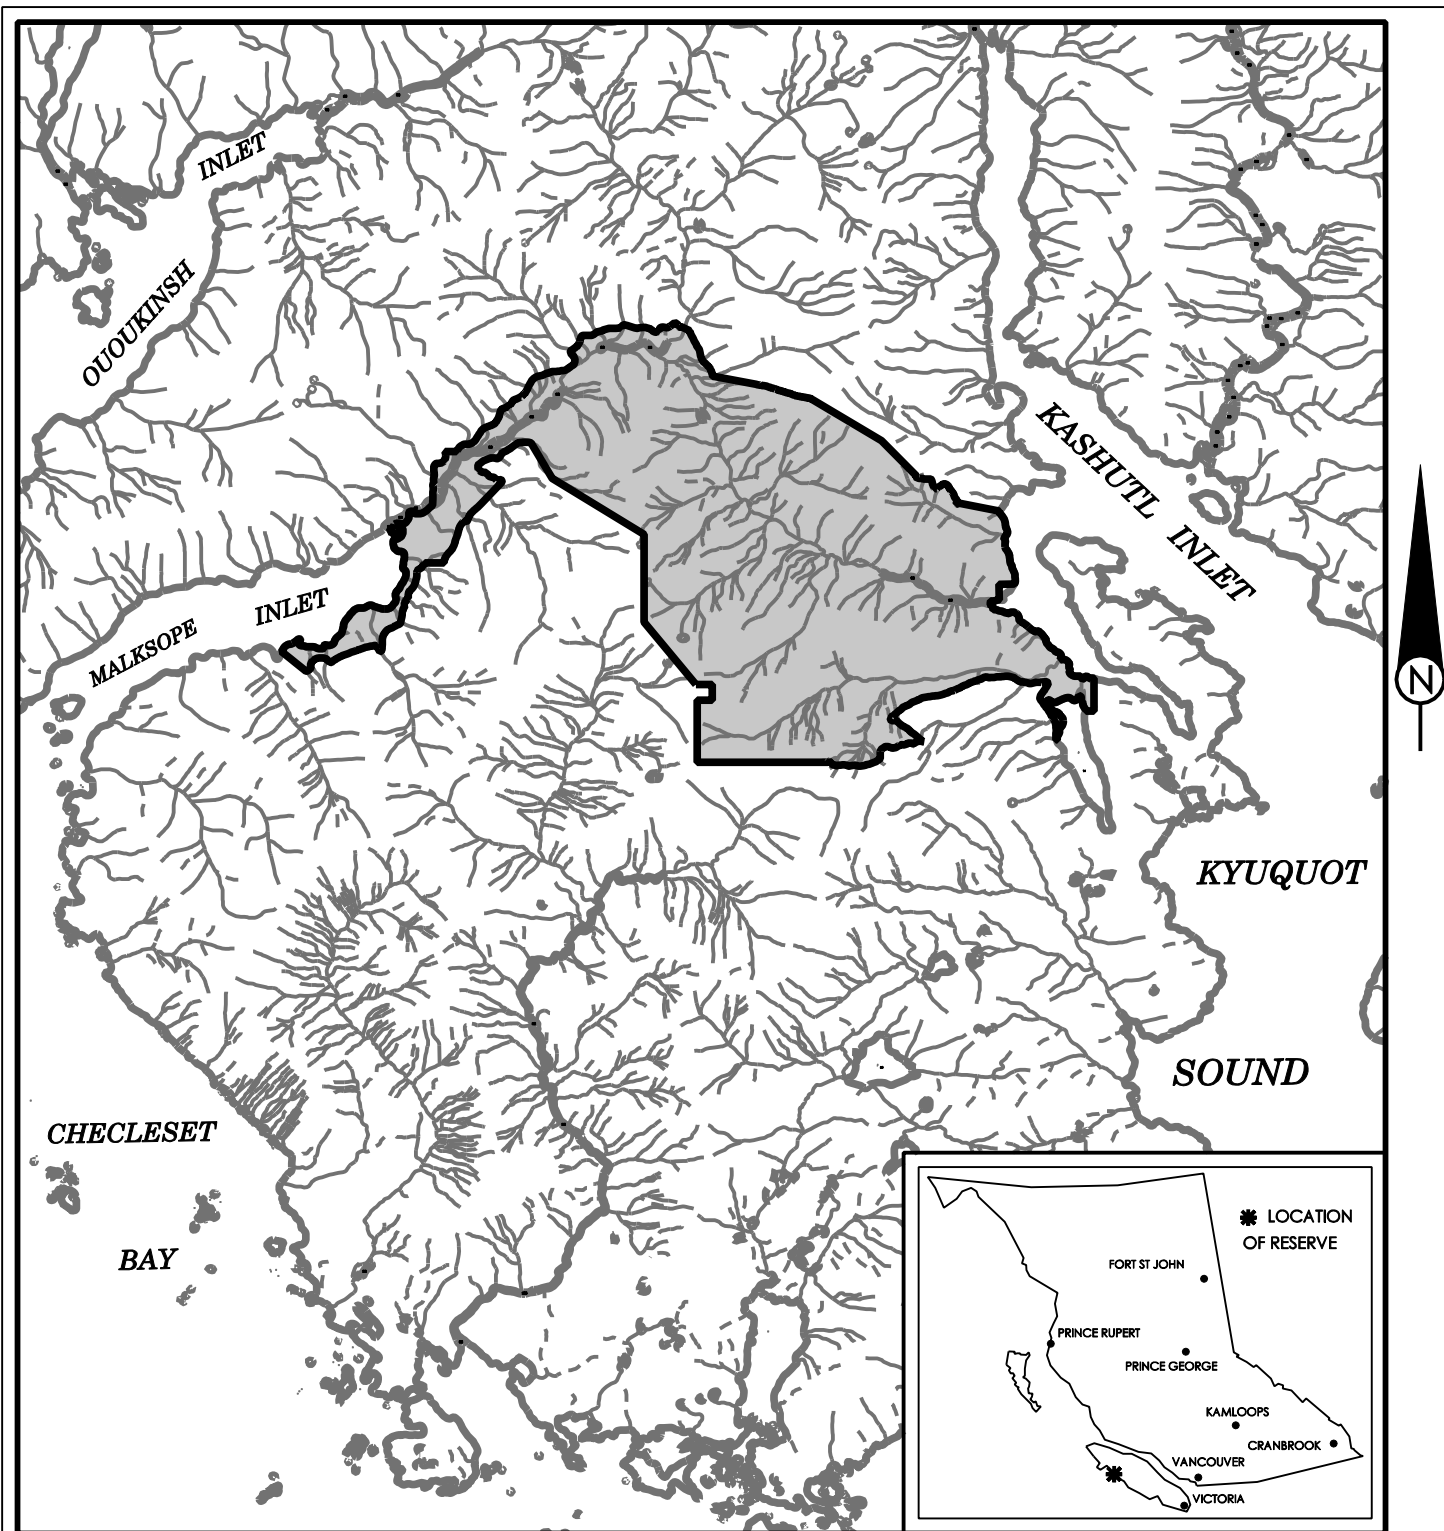 INLET
OUOUKINSH
KASHUTL INLET
MALKSOPE INLET
N
KYUQUOT
SOUND
CHECLESET
BAY
LOCATION
OF RESERVE
FORT ST JOHN
PRINCE RUPERT
PRINCE GEORGE
KAMLOOPS
CRANBROOK
VANCOUVER
VICTORIA